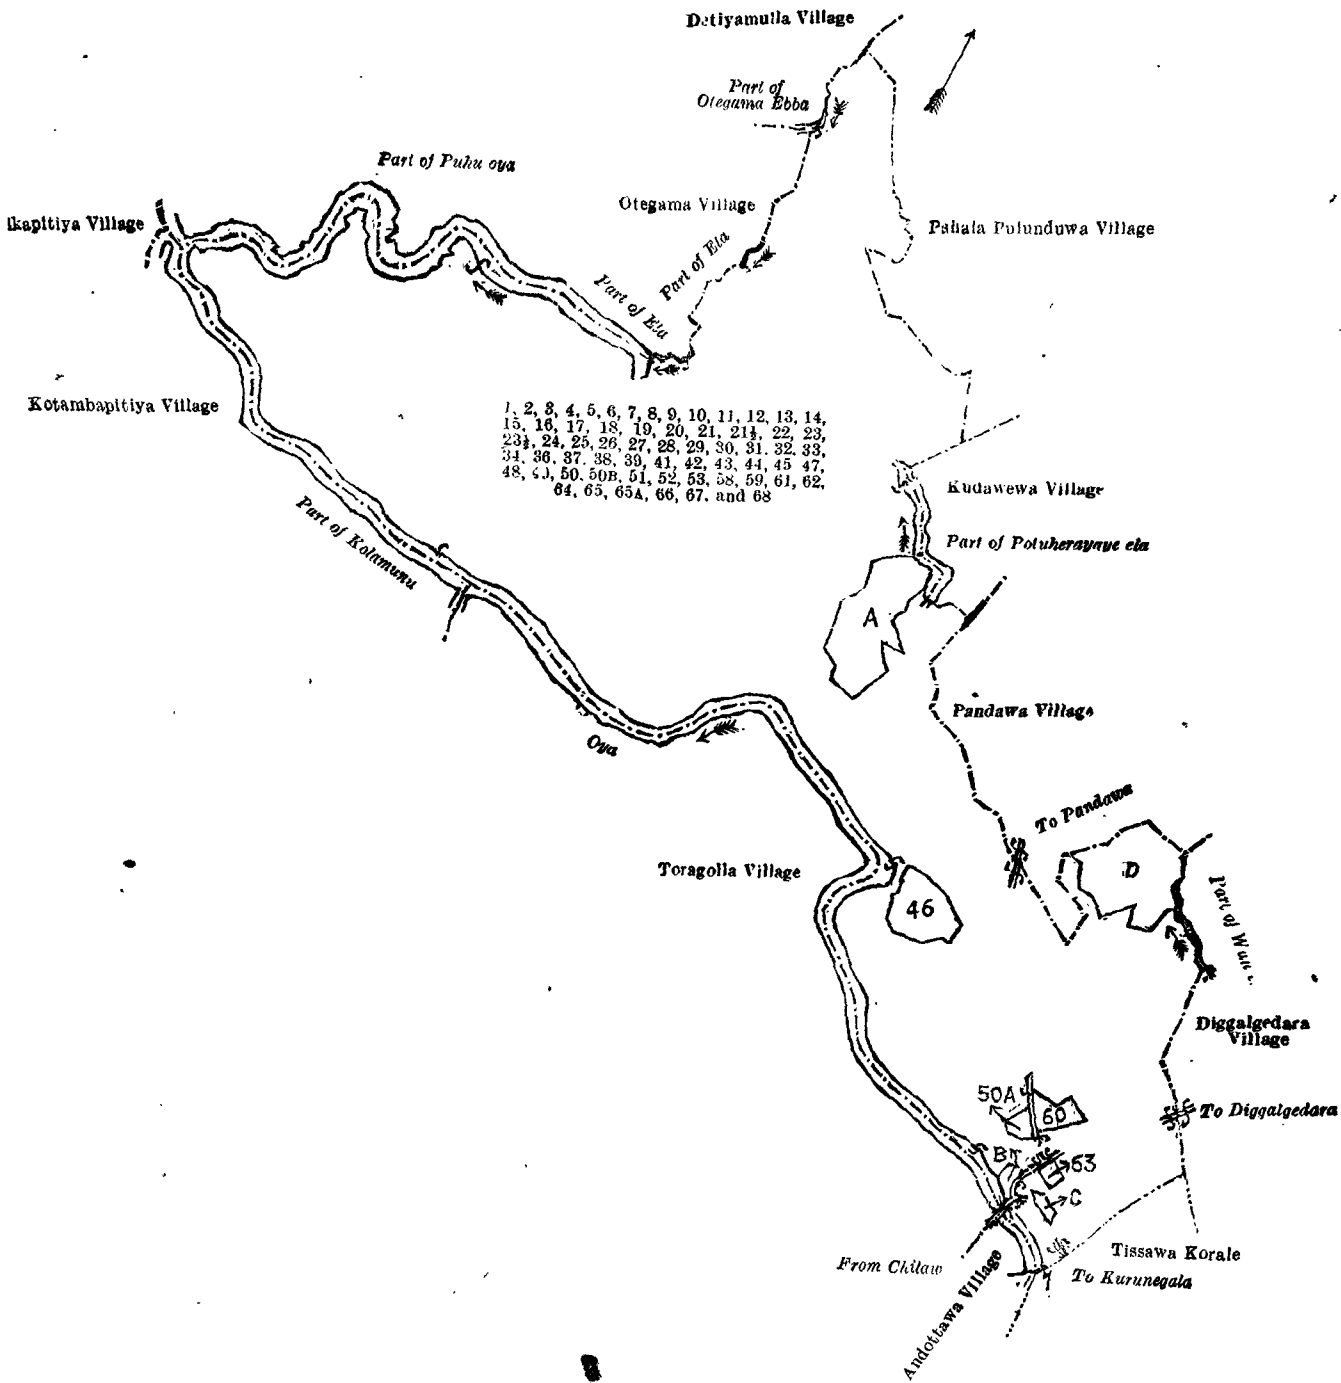 Detiyamulla Village
Part of
Otegama Ebba
Part of Puhu oya
Otegama Village
Ikapitiya Village
Pahala Puiunduwa Village
Part of Ela
Part of Ela
Kotambapitiya Village
1, 2, 3, 4, 5, 6, 7, 8, 9, 10, 11, 12, 13, 14,
15, 16, 17, 18, 19, 20, 21, 21½, 22, 23,
23½, 24, 25, 26, 27, 28, 29, 30, 31. 32. 33,
34, 36, 37. 38, 39, 41, 42, 43, 44, 45 47,
48, 50. 50B, 51, 52, 53, 58, 59, 61, 62,
64, 65, 65A, 66, 67. and 68
Kudawewa Village
Part of Kolamunu
Part of Potuherayaye ela
A
Pandawa Village
Oya
To Pandawa
Toragolla Village
D
46
Part of
Diggalgedara
Village
50A
60
To Diggalgedara
B
63
C
Tissawa Korale
From Chilaw
To Kurunegala
Andottawa Village